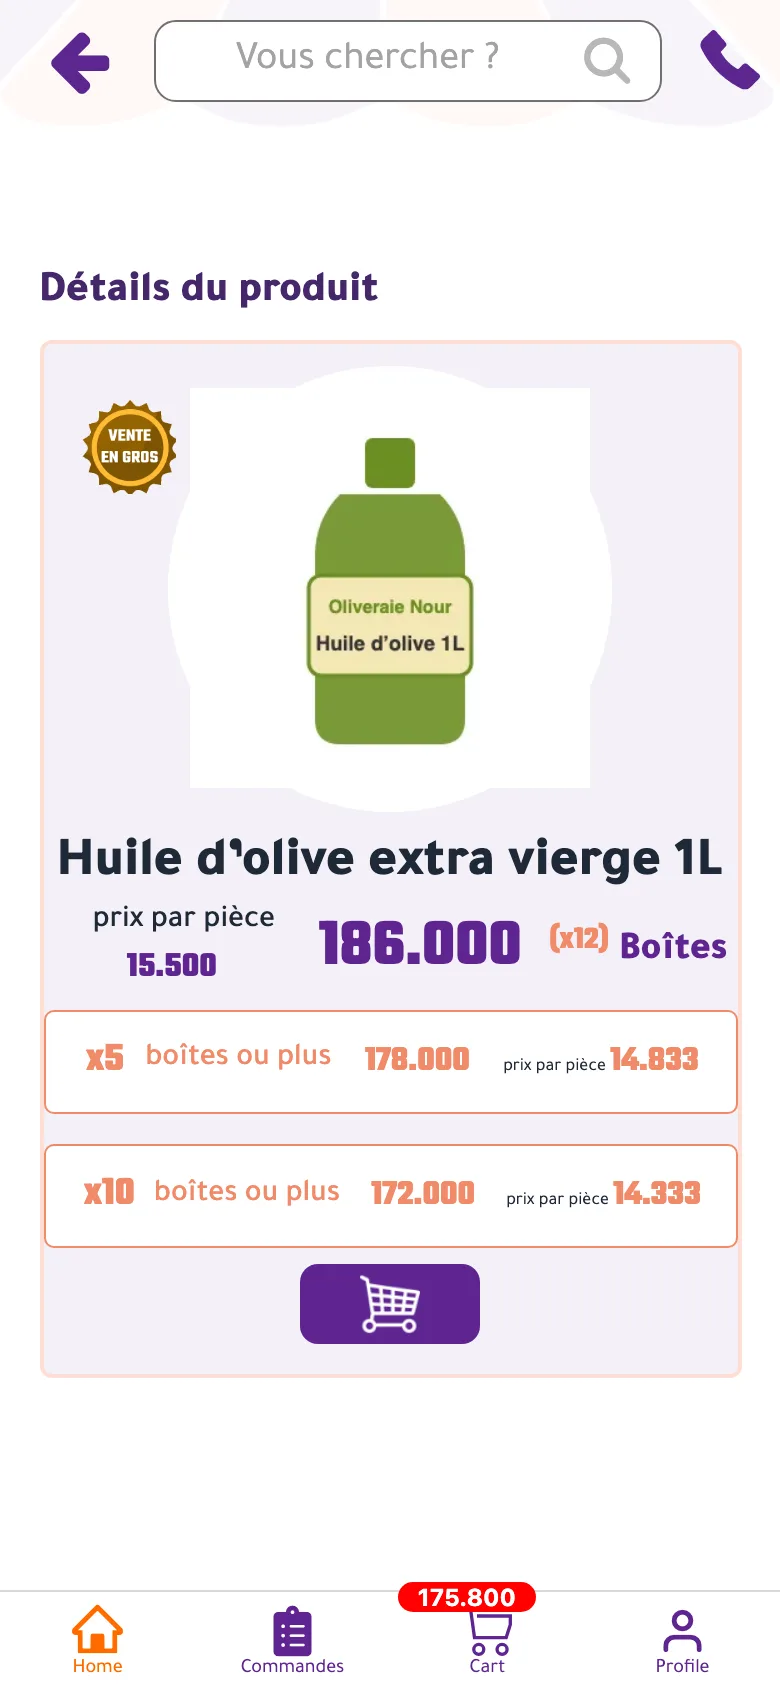 Vous chercher ?
Détails du produit
VENTE
EN GROS
Oliveraie Nour
Huile d’olive 1L
Huile d’olive extra vierge 1L
prix par pièce
15.500
186.000 (x12) Boîtes
x5 boîtes ou plus 178.000 prix par pièce 14.833
x10 boîtes ou plus 172.000 prix par pièce 14.333
175.800
Home Commandes Cart Profile